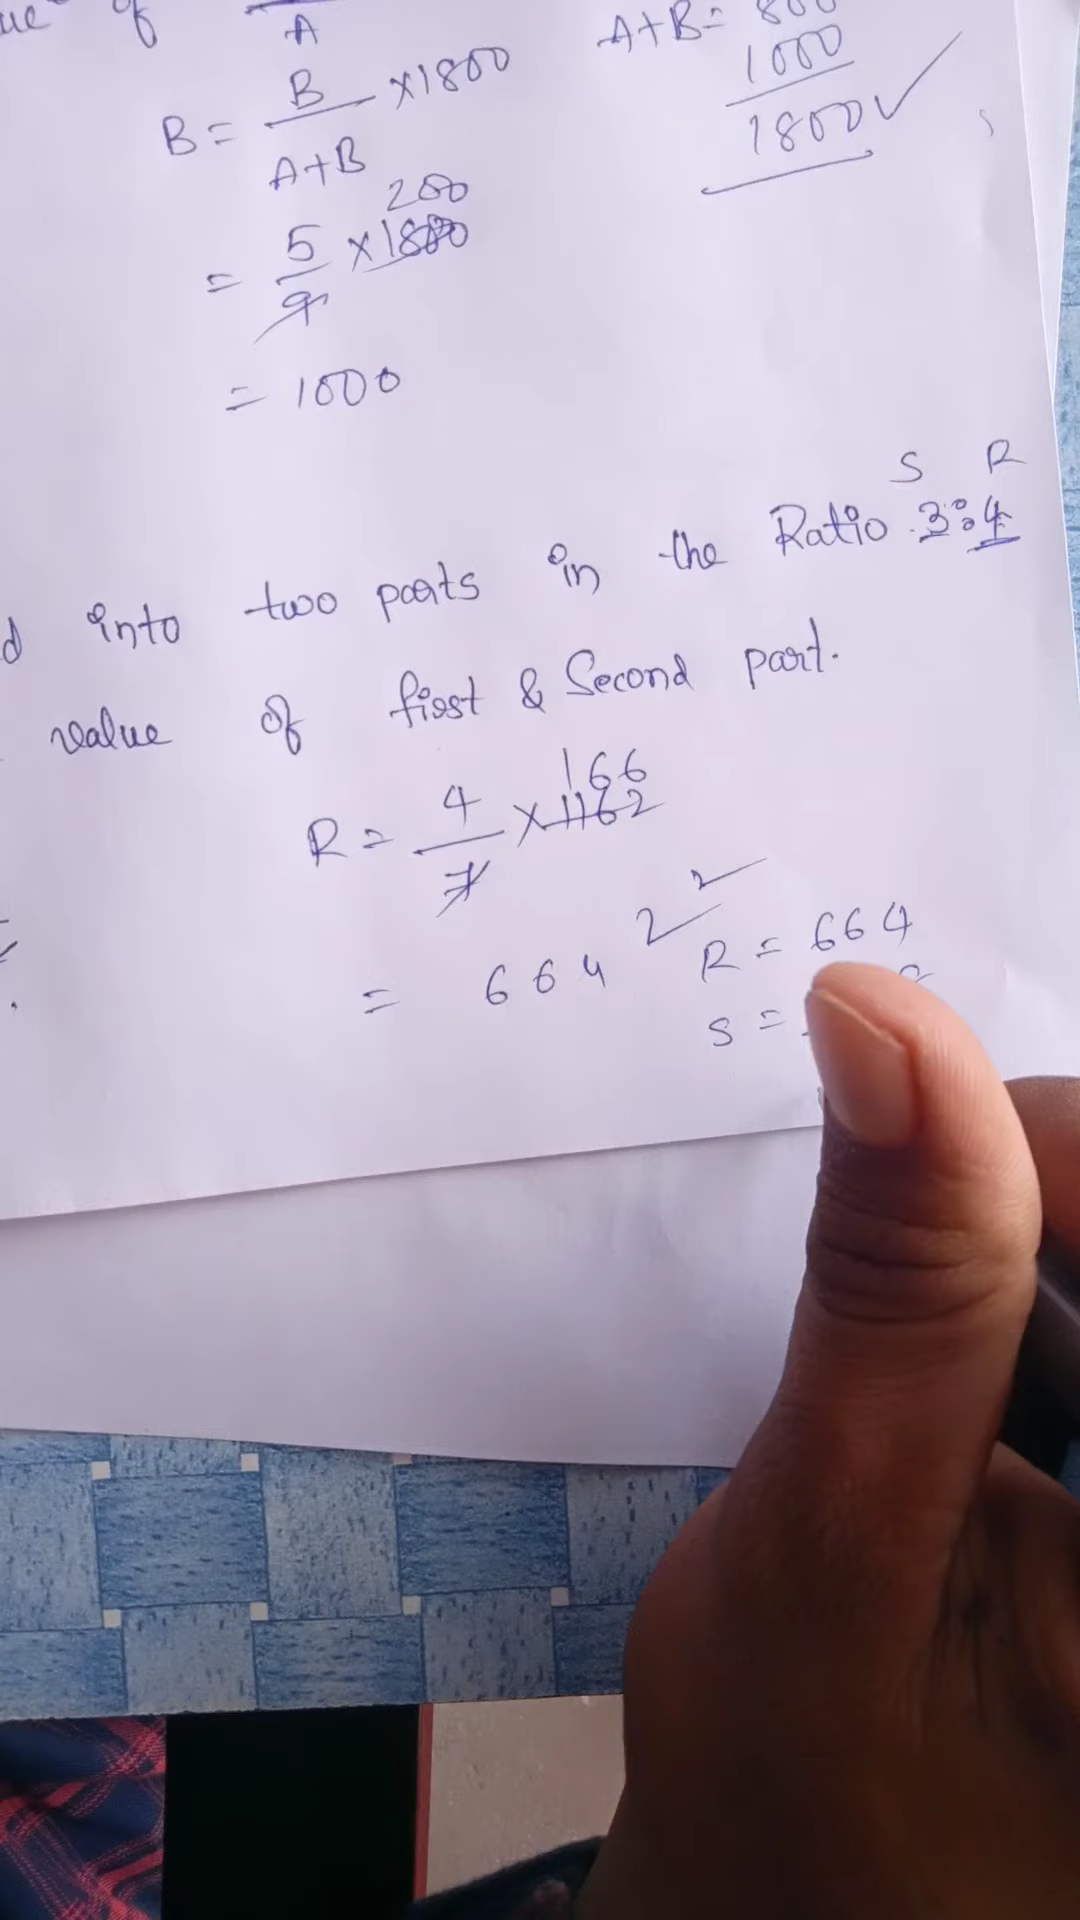 of
A
A+B= 800
1000
1800
B= B/A+B ×1800
200
= 5/9 ×1800
= 1000
S R
into two parts in the Ratio 3:4
value of first & Second part.
166
R= 4/7 ×1162
= 664
R= 664
S=